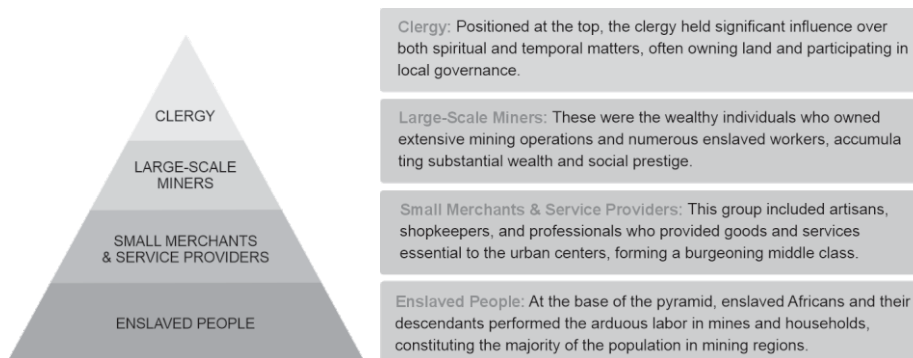 CLERGY
LARGE-SCALE
MINERS
SMALL MERCHANTS
& SERVICE PROVIDERS
ENSLAVED PEOPLE
Clergy: Positioned at the top, the clergy held significant influence over
both spiritual and temporal matters, often owning land and participating in
local governance.
Large-Scale Miners: These were the wealthy individuals who owned
extensive mining operations and numerous enslaved workers, accumula
ting substantial wealth and social prestige.
Small Merchants & Service Providers: This group included artisans,
shopkeepers, and professionals who provided goods and services
essential to the urban centers, forming a burgeoning middle class.
Enslaved People: At the base of the pyramid, enslaved Africans and their
descendants performed the arduous labor in mines and households,
constituting the majority of the population in mining regions.